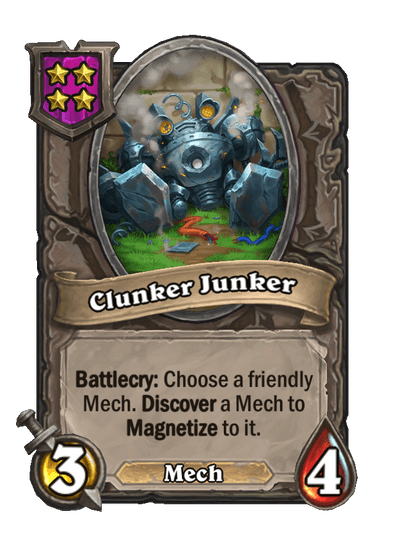 Clunker Junker
Battlecry: Choose a friendly
Mech. Discover a Mech to
Magnetize to it.
3
Mech
4